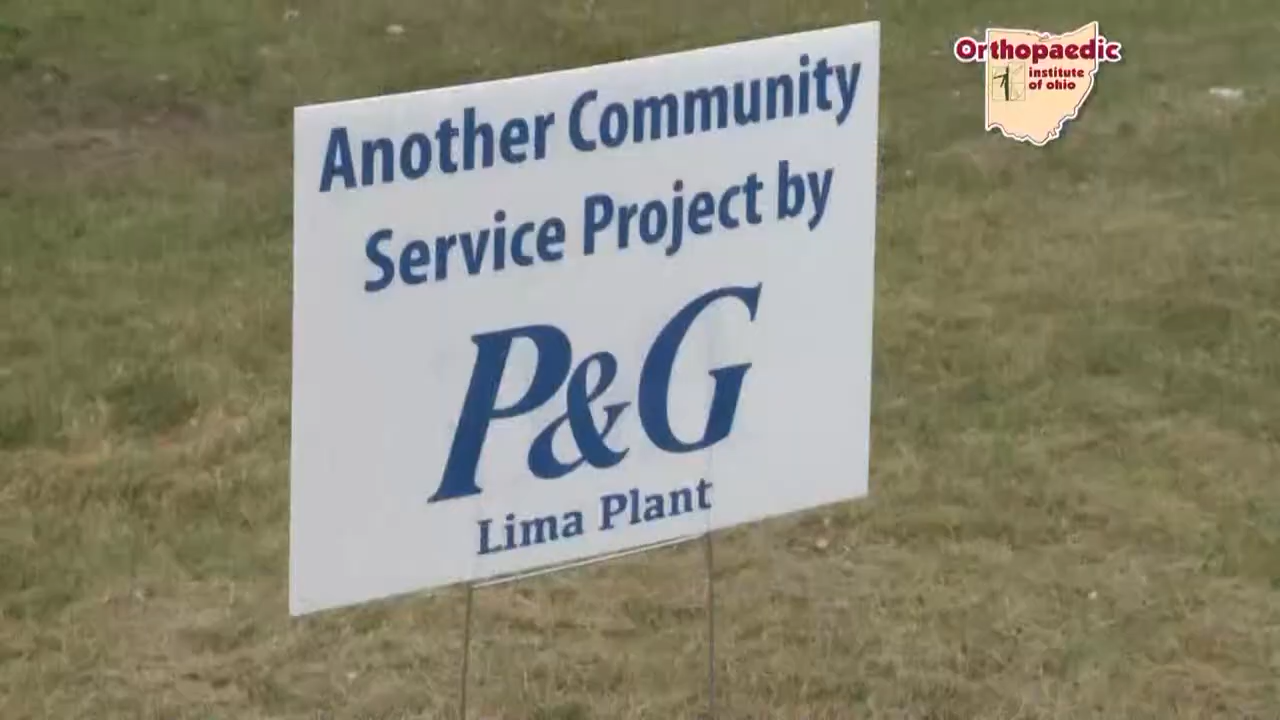 Another Community
Service Project by
P&G
Lima Plant
Orthopaedic
institute
of ohio